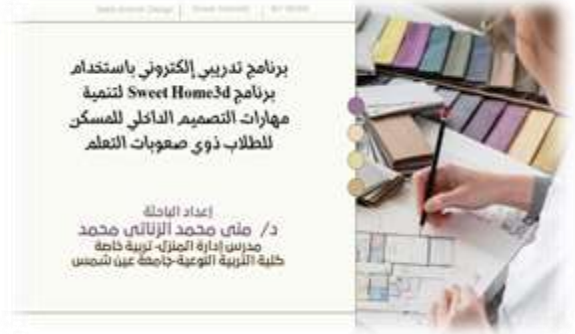 برنامج تدريبي إلكتروني باستخدام
برنامج Sweet Home3d لتنمية
مهارات التصميم الداخلي للمسكن
للطلاب ذوي صعوبات التعلم
إعداد الباحثة
د/ منى محمد الزناتي محمد
مدرس إدارة المنزل- تربية خاصة
كلية التربية النوعية-جامعة عين شمس